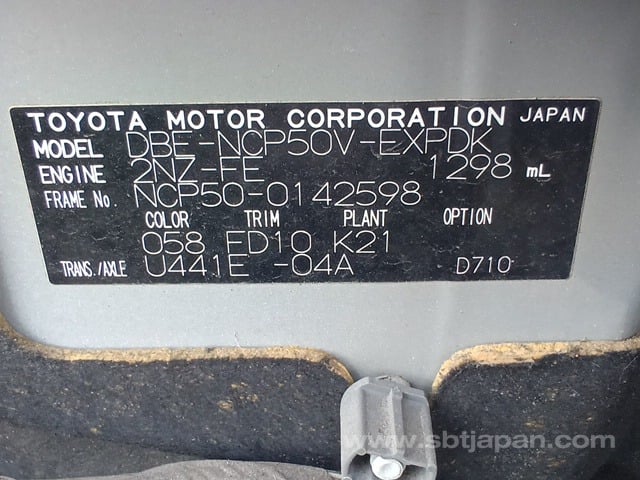 TOYOTA MOTOR CORPORATION JAPAN
MODEL DBE-NCP50V-EXPDK
ENGINE 2NZ-FE 1298 mL
FRAME No. NCP50-0142598
COLOR TRIM PLANT OPTION
058 FD10 K21
TRANS./AXLE U441E -04A D710
www.sbtjapan.com